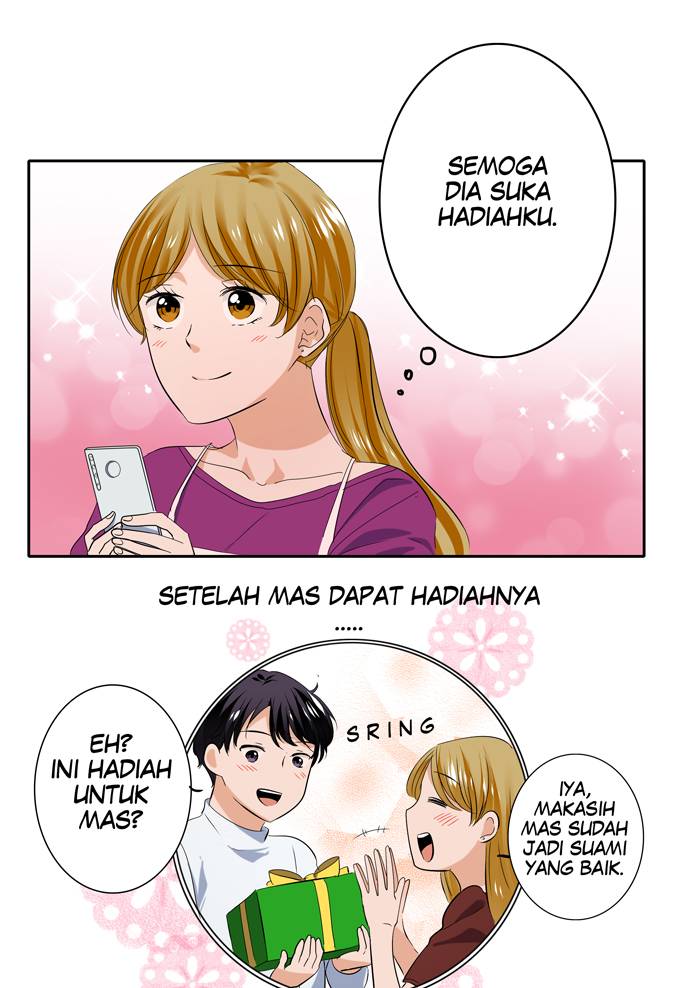 SEMOGA
DIA SUKA
HADIAHKU.
SETELAH MAS DAPAT HADIAHNYA
.....
SRING
EH?
INI HADIAH
UNTUK
MAS?
IYA,
MAKASIH
MAS SUDAH
JADI SUAMI
YANG BAIK.